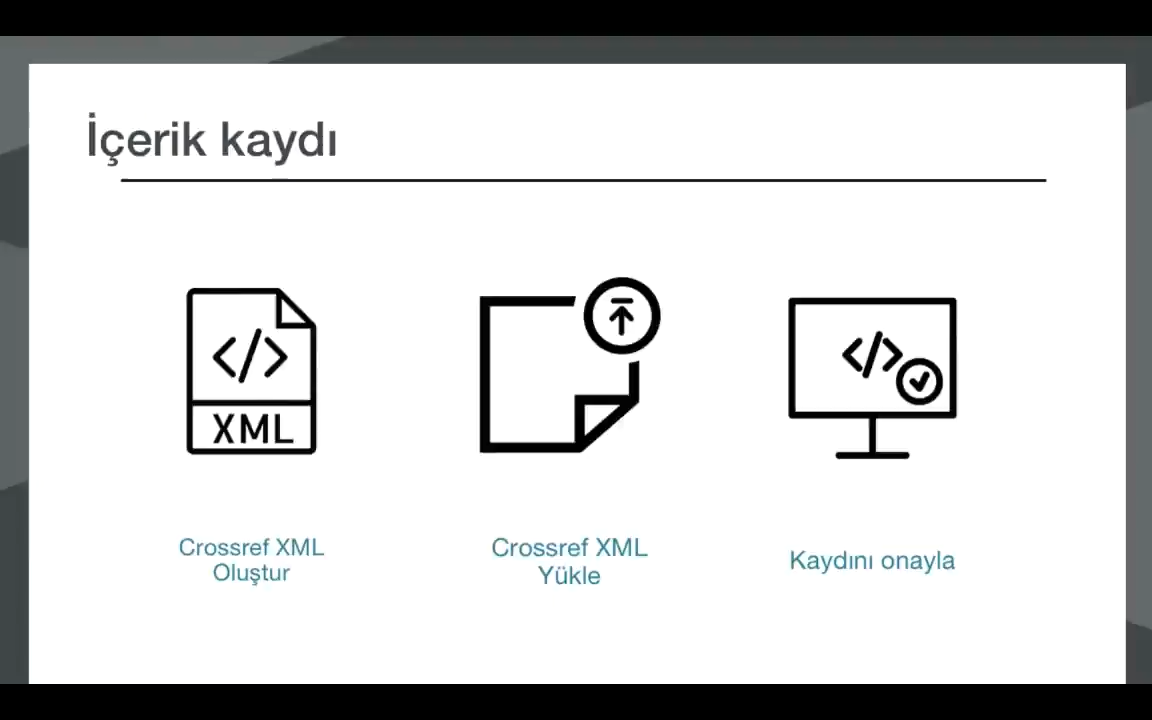 İçerik kaydı
XML
Crossref XML
Oluştur
Crossref XML
Yükle
Kaydını onayla